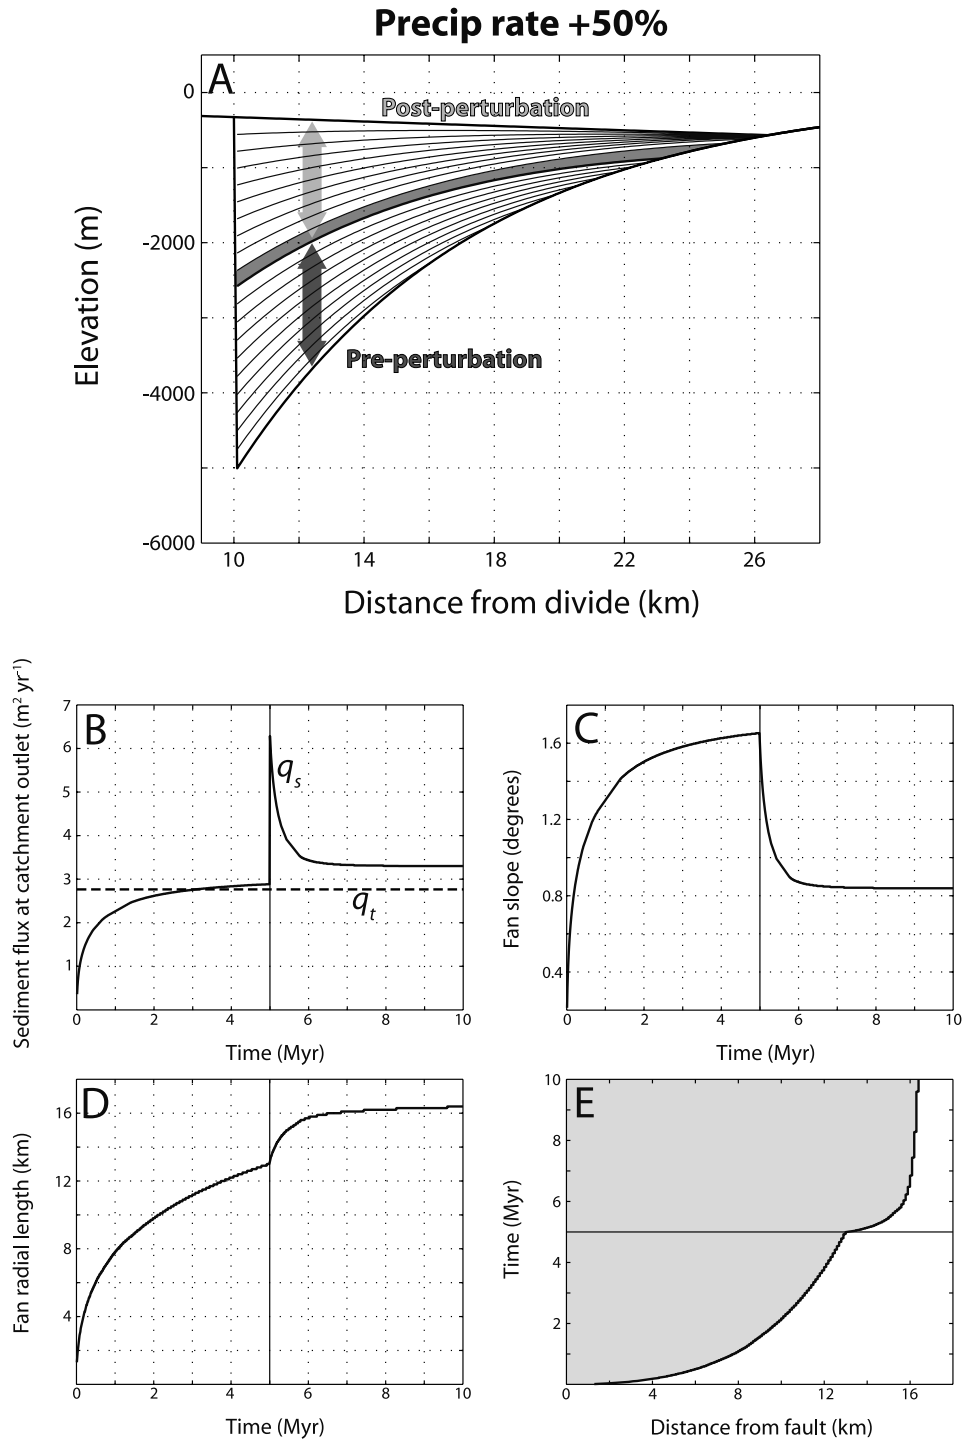 Precip rate +50%
A
0
-2000
-4000
-6000
Elevation (m)
Post-perturbation
Pre-perturbation
10
14
18
22
26
Distance from divide (km)
B
7
6
5
4
3
2
1
Sediment flux at catchment outlet (m² yr⁻¹)
qₛ
qₜ
0
2
4
6
8
10
Time (Myr)
C
1.6
1.2
0.8
0.4
Fan slope (degrees)
0
2
4
6
8
10
Time (Myr)
D
16
12
8
4
Fan radial length (km)
0
2
4
6
8
10
Time (Myr)
E
10
8
6
4
2
Time (Myr)
0
4
8
12
16
Distance from fault (km)